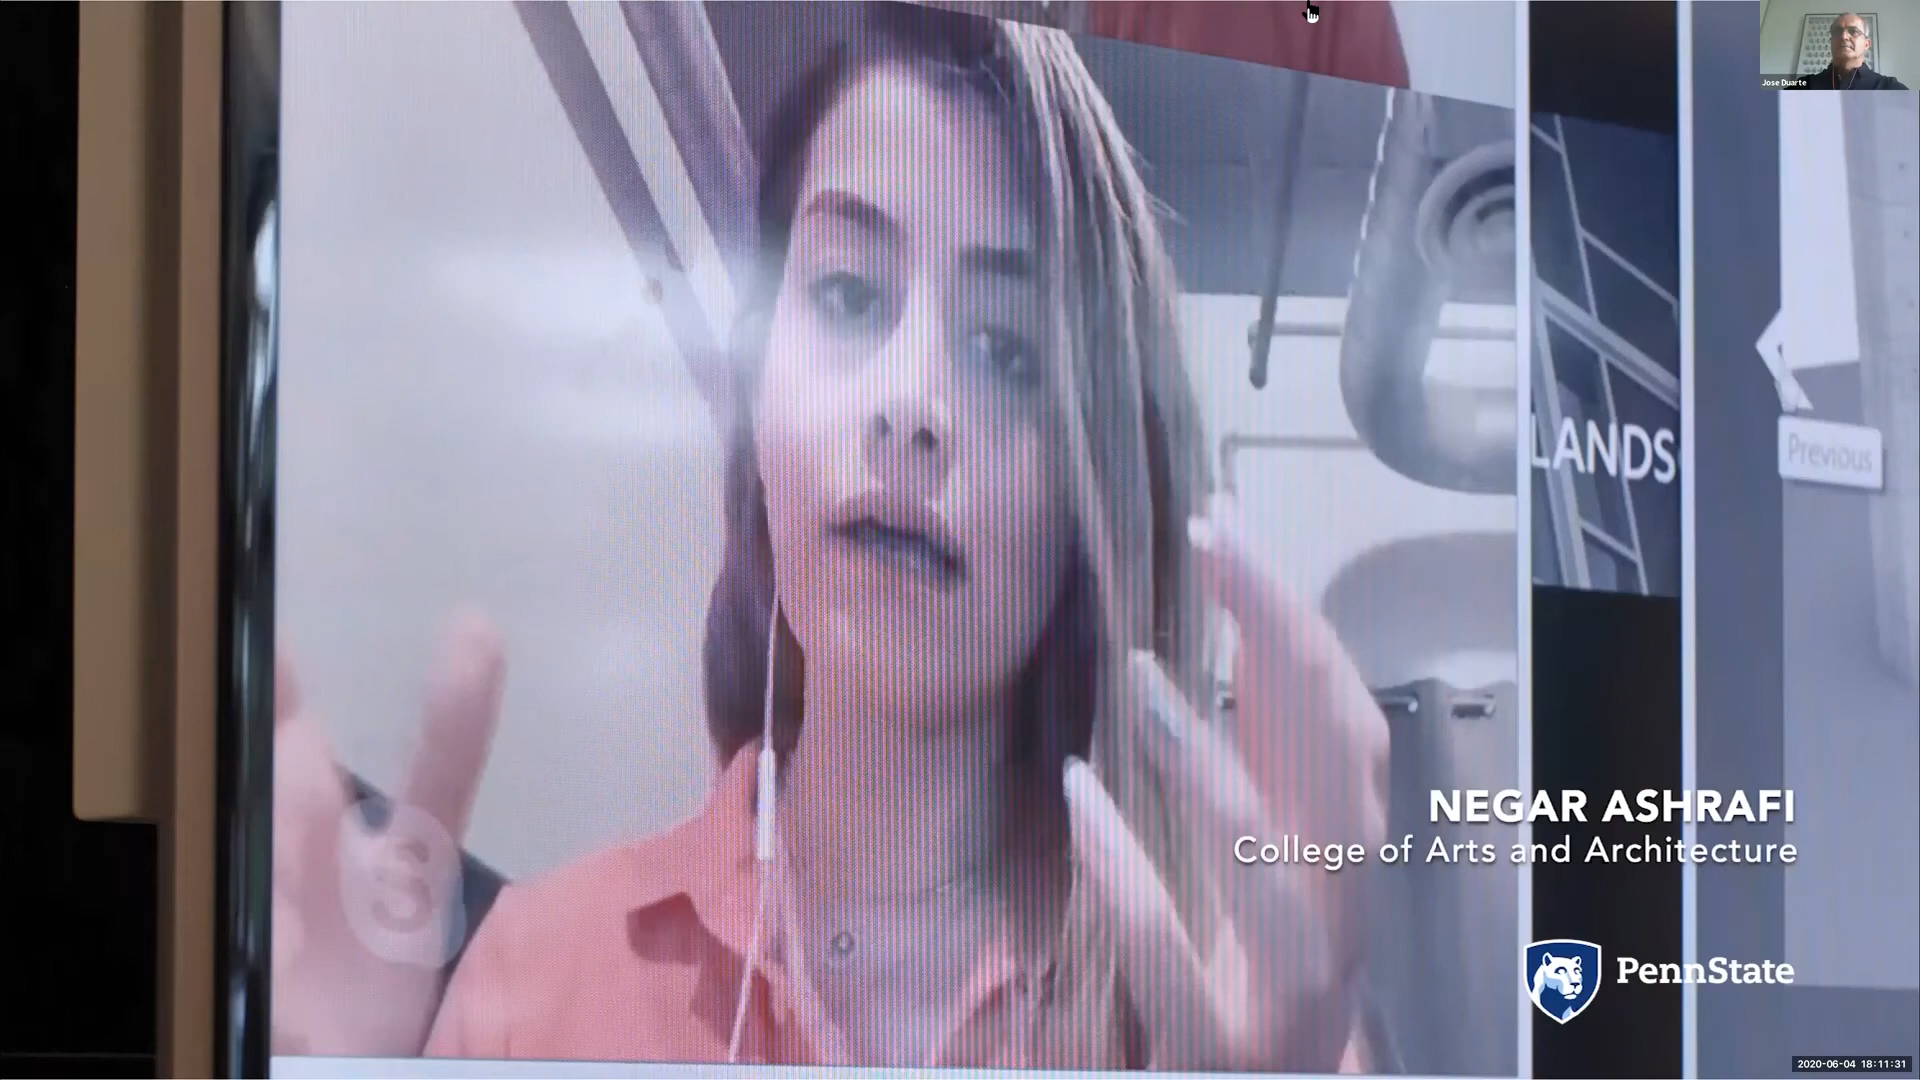 Jose Duarte
LANDS
Previous
NEGAR ASHRAFI
College of Arts and Architecture
PennState
2020-06-04 18:11:31